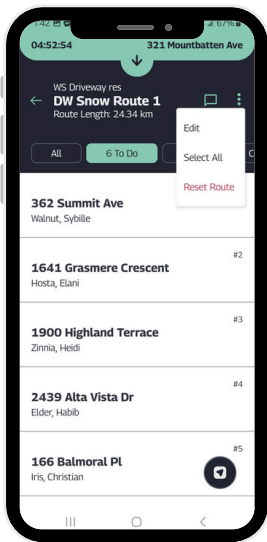 1:42
67%
04:52:54
321 Mountbatten Ave
WS Driveway res
DW Snow Route 1
Route Length: 24.34 km
Edit
Select All
Reset Route
All
6 To Do
362 Summit Ave
Walnut, Sybille
#2
1641 Grasmere Crescent
Hosta, Elani
#3
1900 Highland Terrace
Zinnia, Heidi
#4
2439 Alta Vista Dr
Elder, Habib
#5
166 Balmoral Pl
Iris, Christian